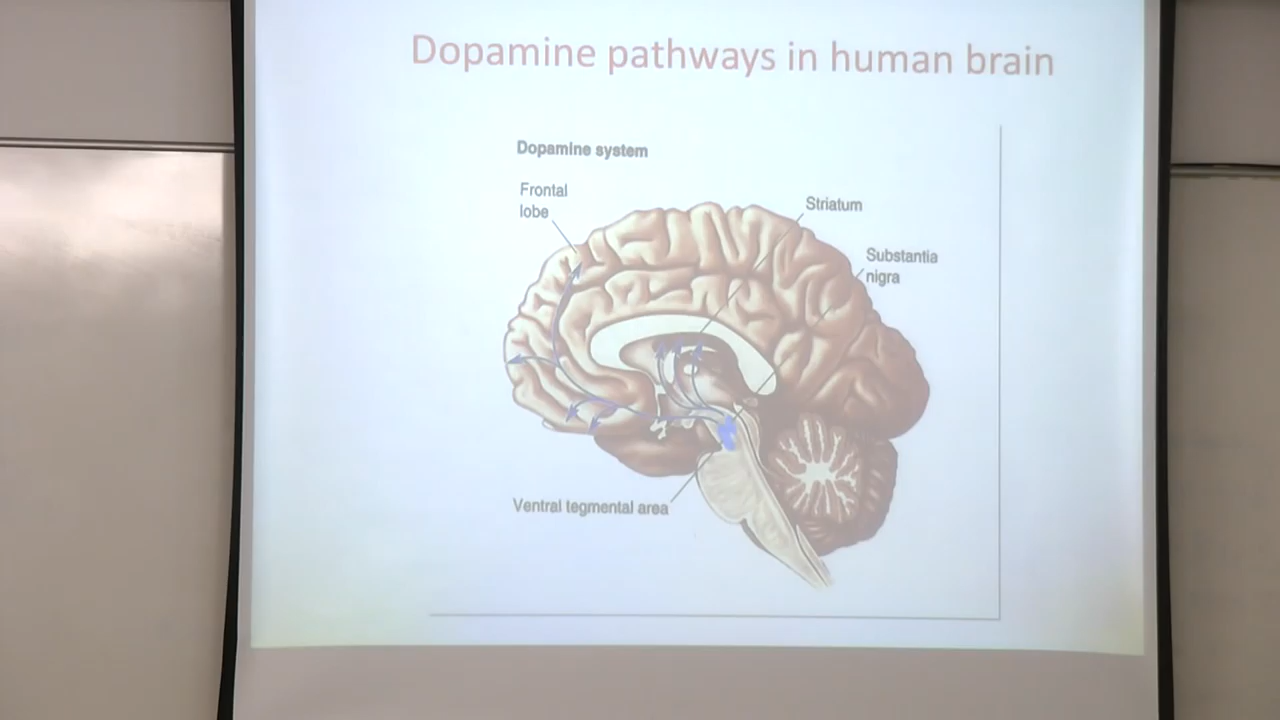 Dopamine pathways in human brain
Dopamine system
Frontal
lobe
Striatum
Substantia
nigra
Ventral tegmental area